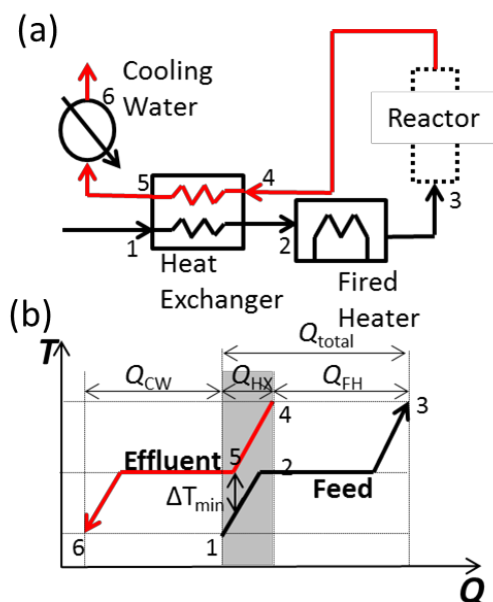 (a)
Cooling
Water
6
Reactor
5
4
3
1
2
Heat
Exchanger
Fired
Heater
(b)
Q_total
T
Q_CW
Q_HX
Q_FH
4
3
5
Effluent
2
Feed
ΔT_min
6
1
Q